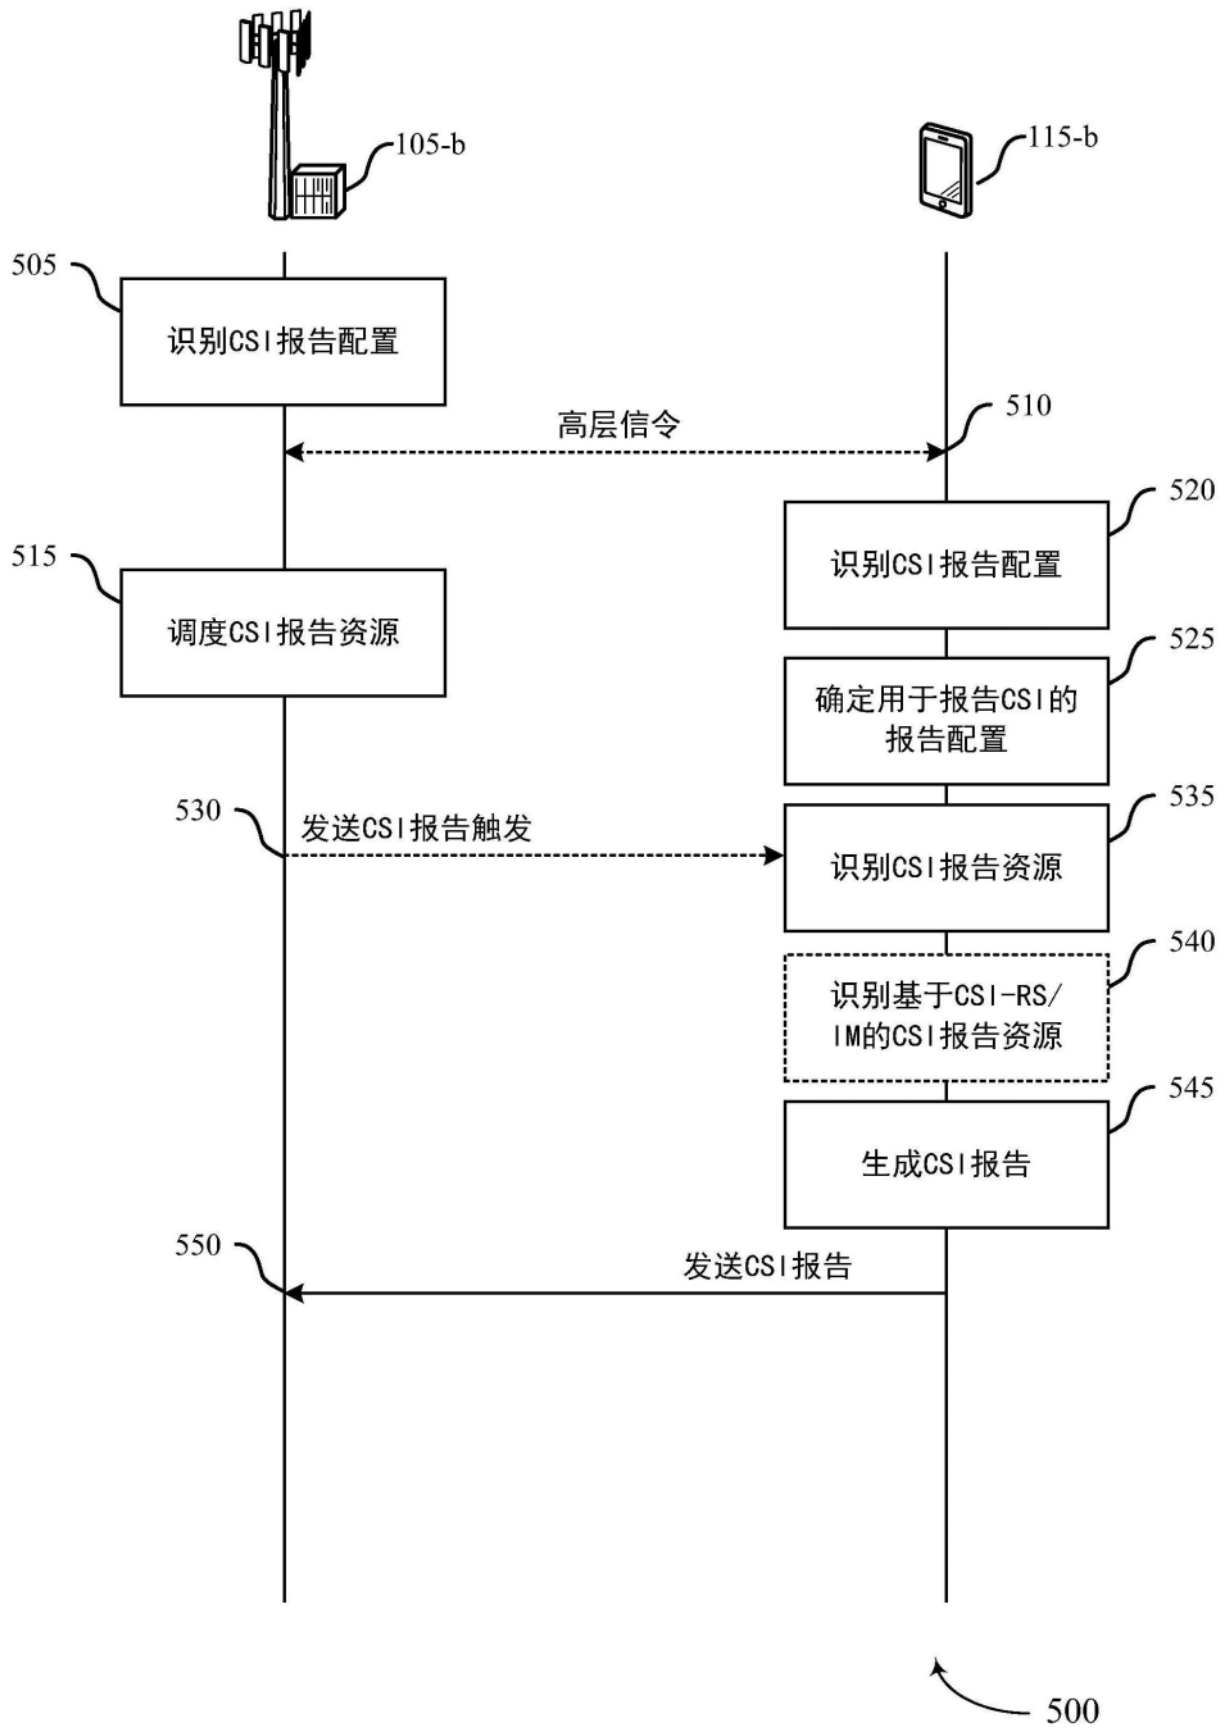 105-b
115-b
505
识别CSI报告配置
高层信令
510
520
识别CSI报告配置
515
调度CSI报告资源
525
确定用于报告CSI的
报告配置
530
发送CSI报告触发
535
识别CSI报告资源
540
识别基于CSI-RS/
IM的CSI报告资源
545
生成CSI报告
550
发送CSI报告
500